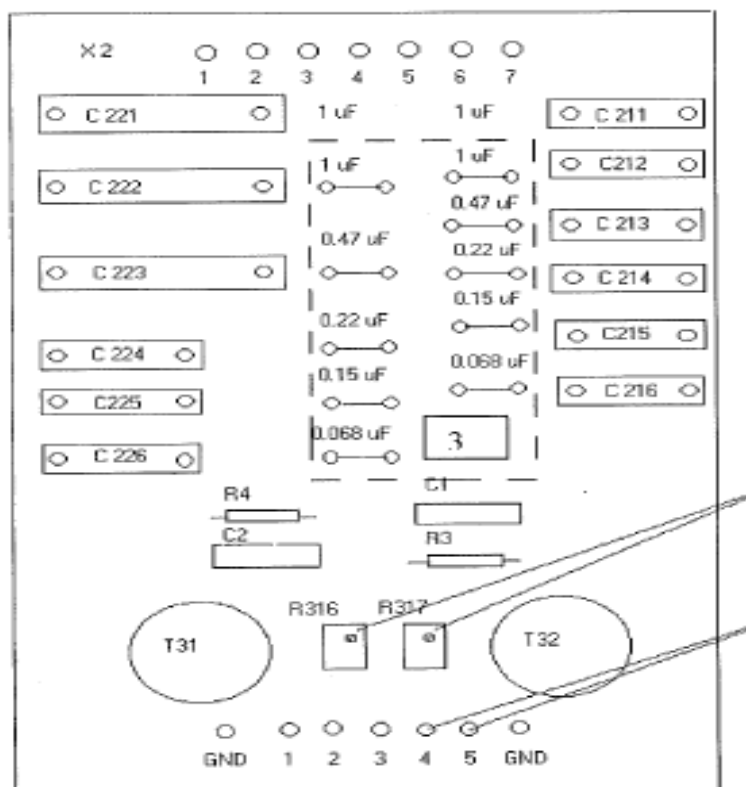 X2
1 2 3 4 5 6 7
C 221 1 uF 1 uF C 211
1 uF 1 uF C212
C 222
0.47 uF
C 213
0.47 uF
0.22 uF
C 223 C 214
0.15 uF
0.22 uF
C215
C 224
0.068 uF
0.15 uF
C 216
C225
0.068 uF 3
C 226
C1
R4
C2 R3
R316 R317
T31 T32
GND 1 2 3 4 5 GND